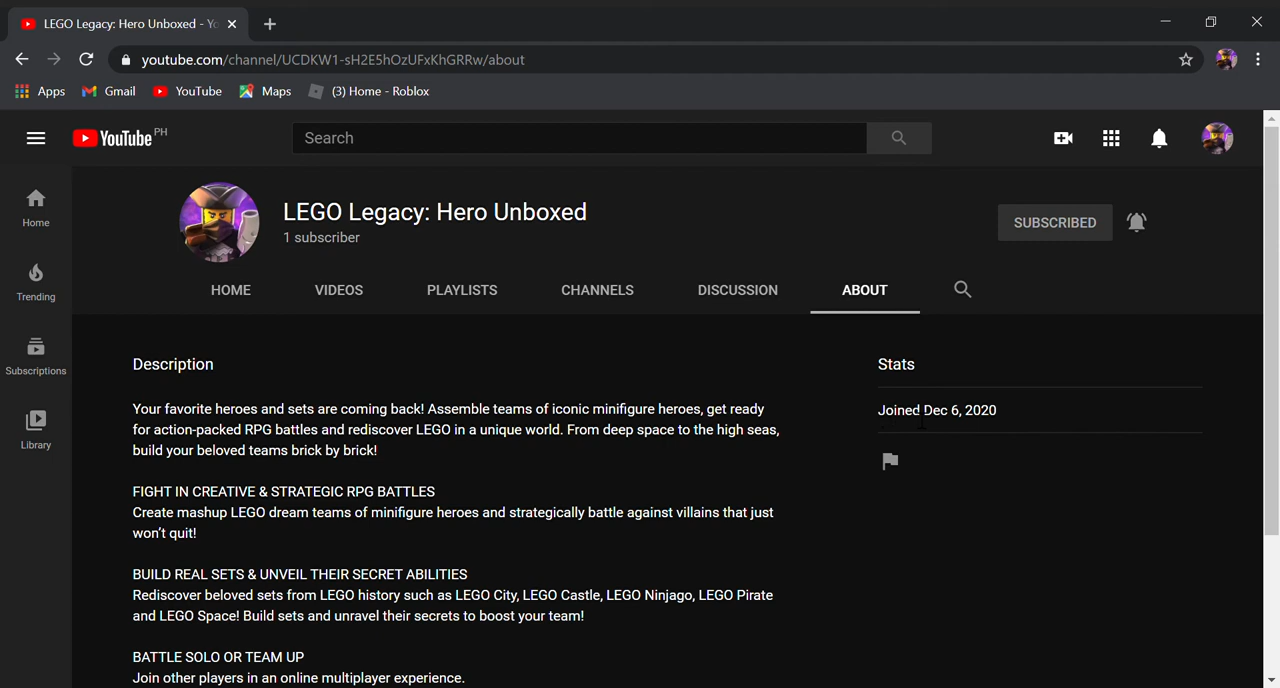 LEGO Legacy: Hero Unboxed - Yo
youtube.com/channel/UCDKW1-sH2E5hOzUFxKhGRRw/about
Apps Gmail YouTube Maps (3) Home - Roblox
YouTube PH Search
Home
Trending
Subscriptions
Library
LEGO Legacy: Hero Unboxed
1 subscriber
SUBSCRIBED
HOME VIDEOS PLAYLISTS CHANNELS DISCUSSION ABOUT
Description
Your favorite heroes and sets are coming back! Assemble teams of iconic minifigure heroes, get ready
for action-packed RPG battles and rediscover LEGO in a unique world. From deep space to the high seas,
build your beloved teams brick by brick!
FIGHT IN CREATIVE & STRATEGIC RPG BATTLES
Create mashup LEGO dream teams of minifigure heroes and strategically battle against villains that just
won't quit!
BUILD REAL SETS & UNVEIL THEIR SECRET ABILITIES
Rediscover beloved sets from LEGO history such as LEGO City, LEGO Castle, LEGO Ninjago, LEGO Pirate
and LEGO Space! Build sets and unravel their secrets to boost your team!
BATTLE SOLO OR TEAM UP
Join other players in an online multiplayer experience.
Stats
Joined Dec 6, 2020